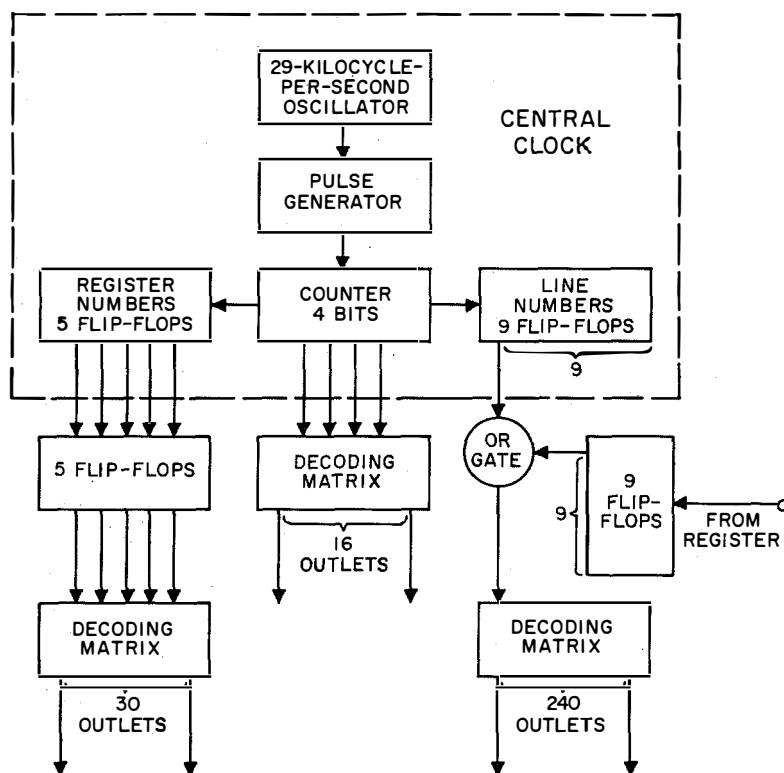 29-KILOCYCLE-
PER-SECOND
OSCILLATOR
CENTRAL
CLOCK
PULSE
GENERATOR
REGISTER
NUMBERS
5 FLIP-FLOPS
COUNTER
4 BITS
LINE
NUMBERS
9 FLIP-FLOPS
9
5 FLIP-FLOPS
DECODING
MATRIX
OR
GATE
9
9
FLIP-
FLOPS
FROM
REGISTER
16
OUTLETS
DECODING
MATRIX
DECODING
MATRIX
30
OUTLETS
240
OUTLETS